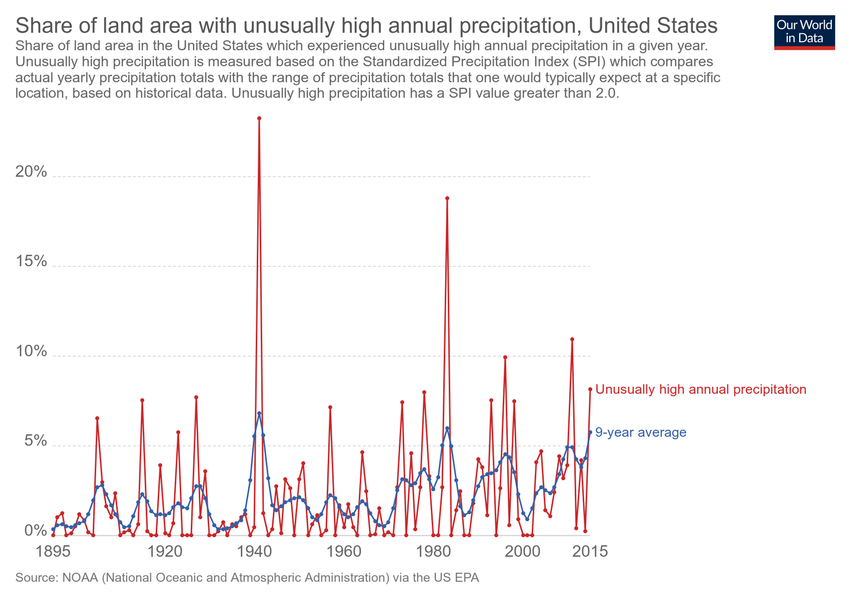 Share of land area with unusually high annual precipitation, United States
Our World
in Data
Share of land area in the United States which experienced unusually high annual precipitation in a given year.
Unusually high precipitation is measured based on the Standardized Precipitation Index (SPI) which compares
actual yearly precipitation totals with the range of precipitation totals that one would typically expect at a specific
location, based on historical data. Unusually high precipitation has a SPI value greater than 2.0.
20%
15%
10%
5%
0%
Unusually high annual precipitation
9-year average
1895 1920 1940 1960 1980 2000 2015
Source: NOAA (National Oceanic and Atmospheric Administration) via the US EPA